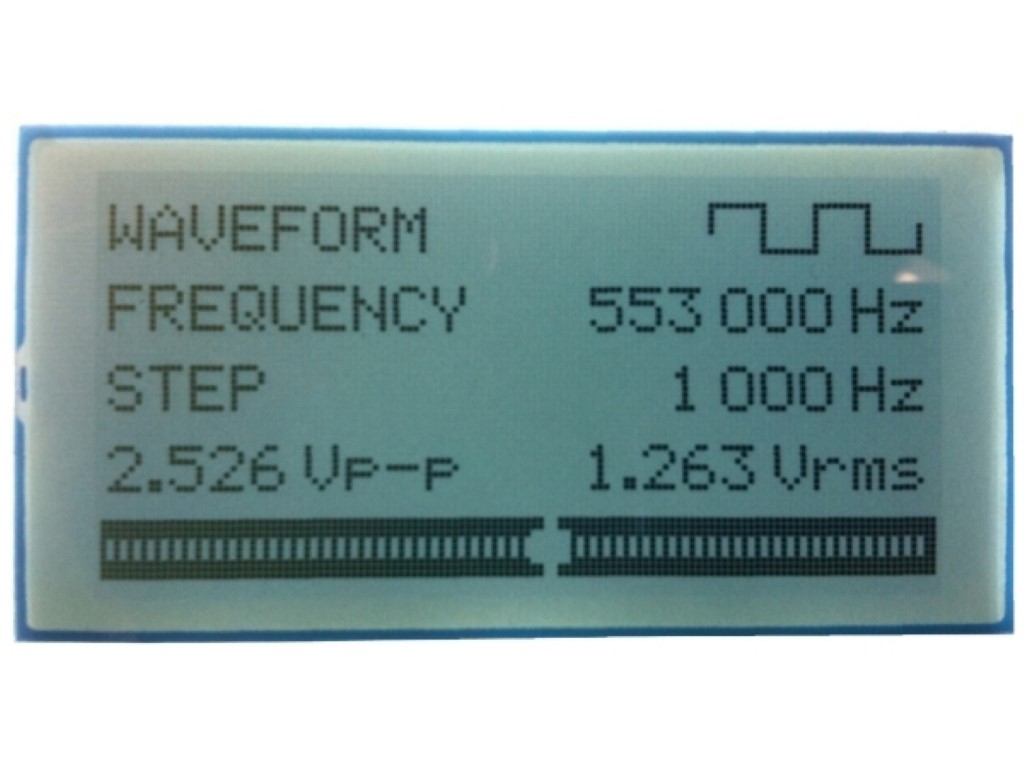 WAVEFORM
FREQUENCY 553 000 Hz
STEP 1 000 Hz
2.526 Vp-p 1.263 Vrms